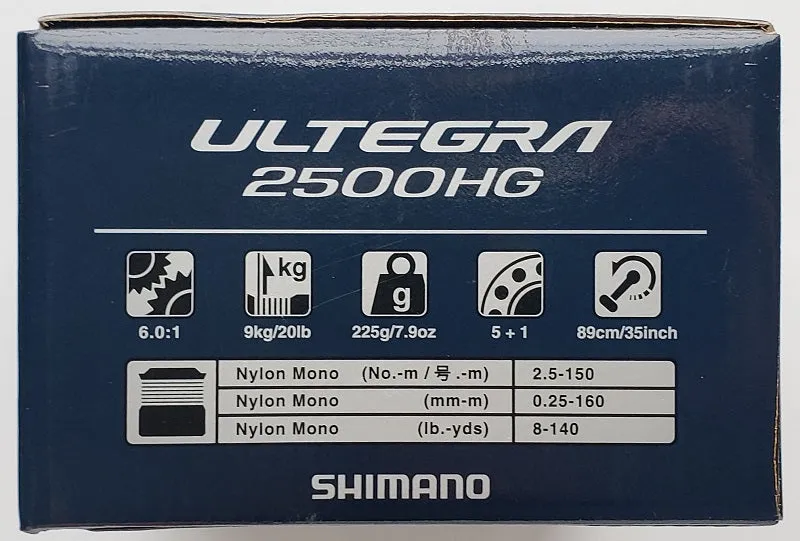 ULTEGRA
2500HG
kg
g
6.0:1 9kg/20lb 225g/7.9oz 5 + 1 89cm/35inch
Nylon Mono (No.-m / 号.-m) 2.5-150
Nylon Mono (mm-m) 0.25-160
Nylon Mono (lb.-yds) 8-140
SHIMANO